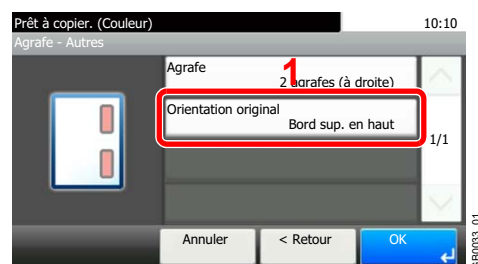 Prêt à copier. (Couleur) 10:10
Agrafe - Autres
Agrafe
1
2 agrafes (à droite)
Orientation original
Bord sup. en haut
1/1
Annuler < Retour OK